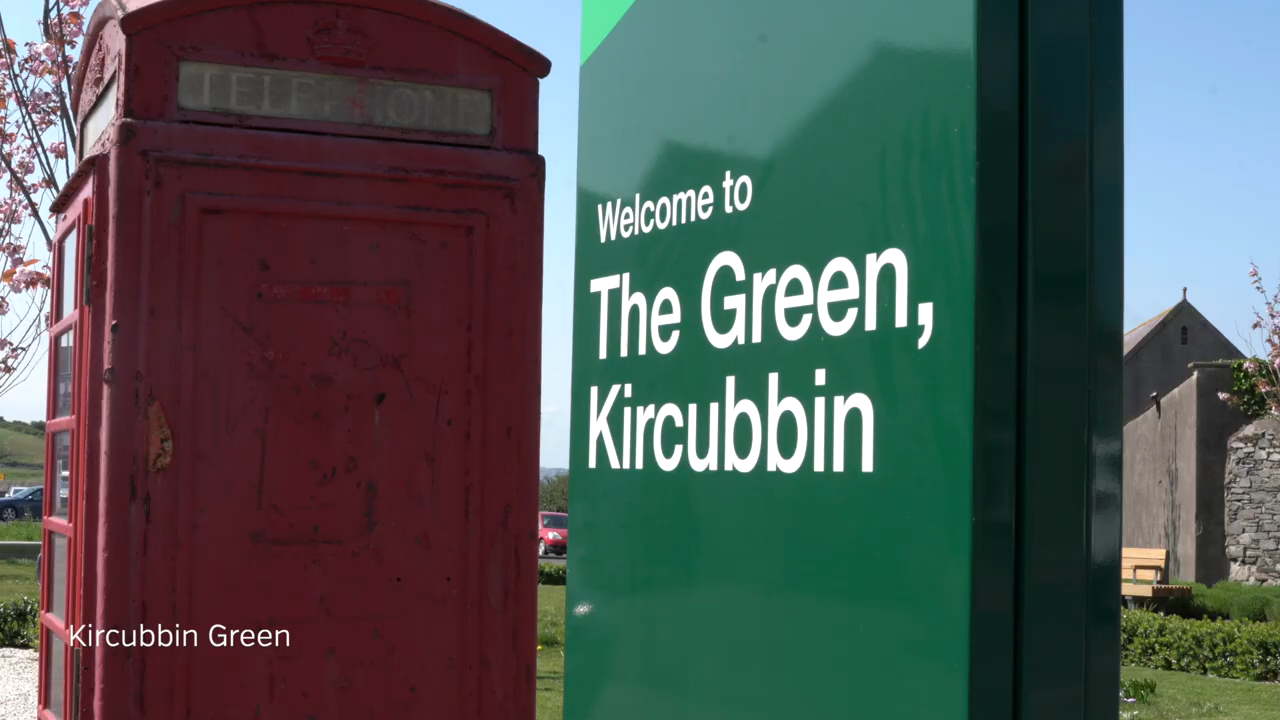 TELEPHONE
Welcome to
The Green,
Kircubbin
Kircubbin Green